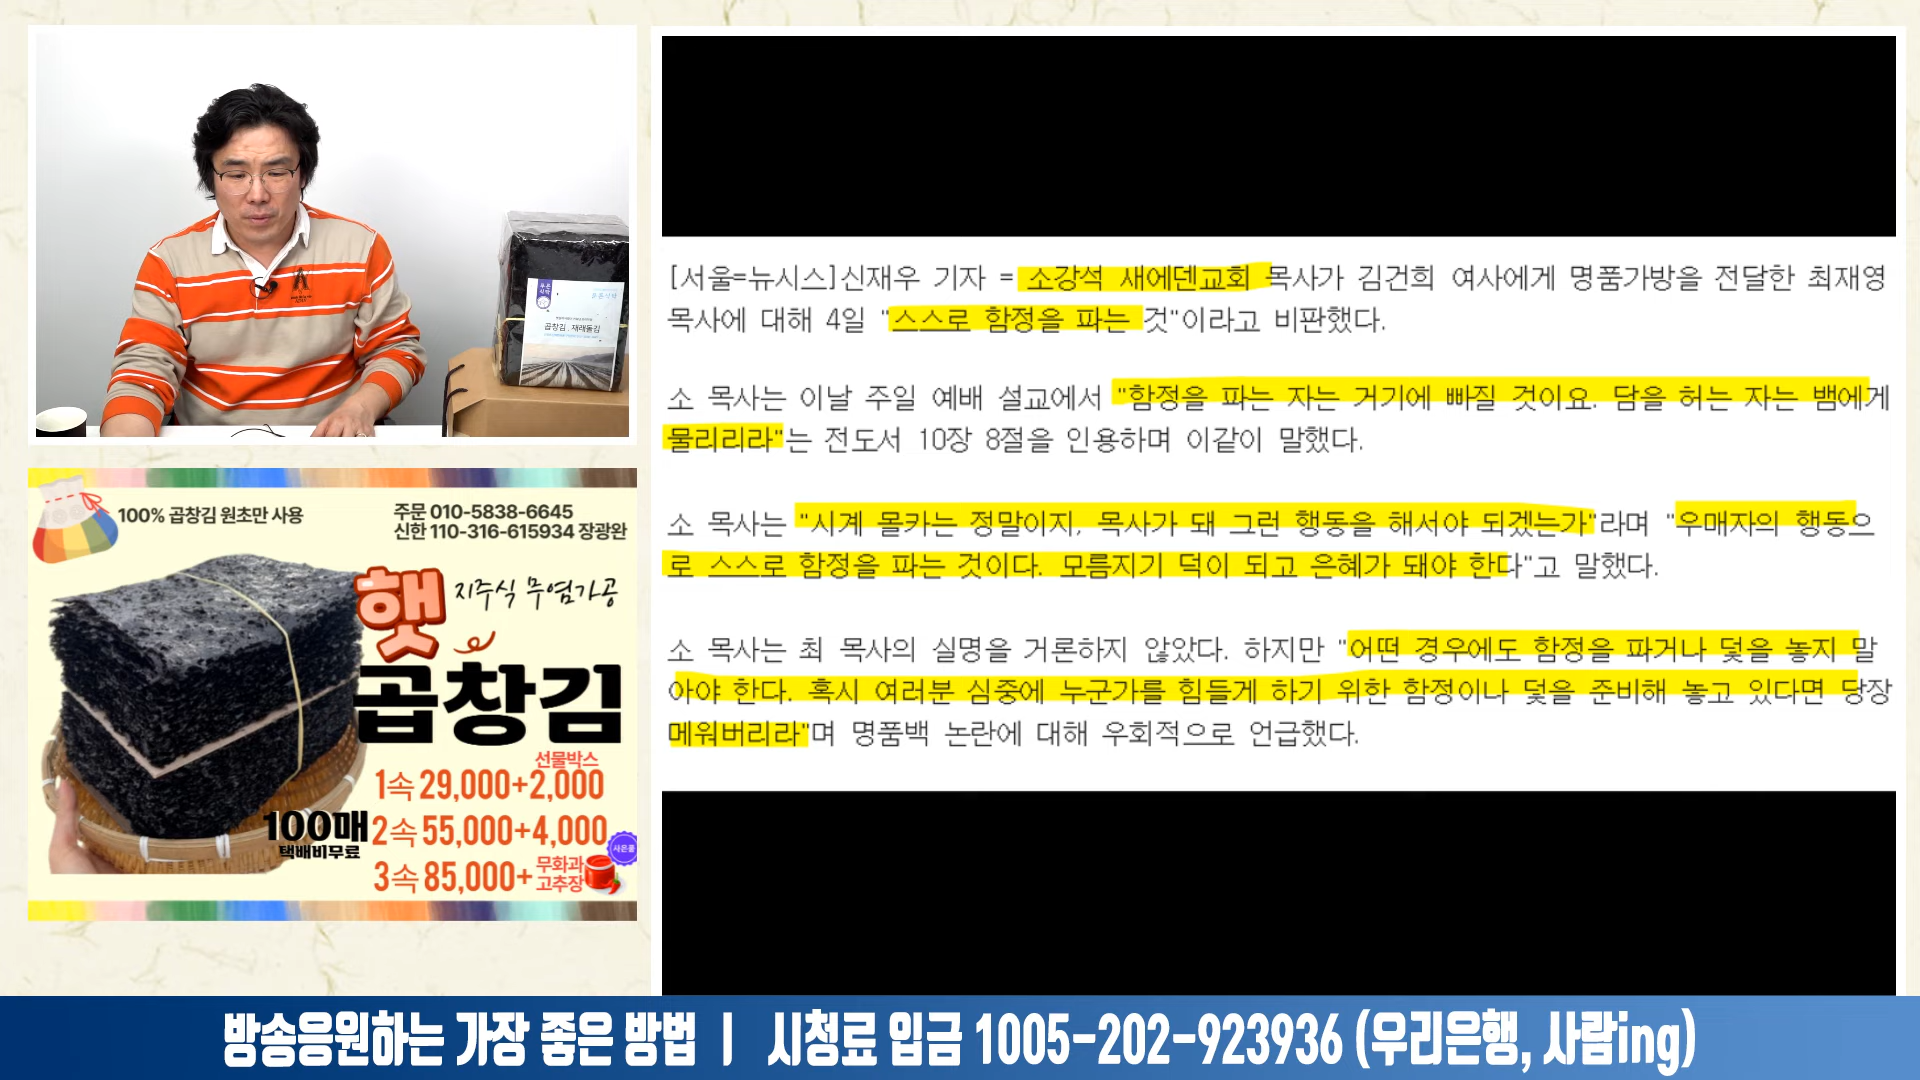 [서울=뉴시스]신재우 기자 = 소강석 새에덴교회 목사가 김건희 여사에게 명품가방을 전달한 최재영
목사에 대해 4일 "스스로 함정을 파는 것"이라고 비판했다.
소 목사는 이날 주일 예배 설교에서 "함정을 파는 자는 거기에 빠질 것이요. 담을 허는 자는 뱀에게
물리리라"는 전도서 10장 8절을 인용하며 이같이 말했다.
소 목사는 "시계 몰카는 정말이지, 목사가 돼 그런 행동을 해서야 되겠는가"라며 "우매자의 행동으
로 스스로 함정을 파는 것이다. 모름지기 덕이 되고 은혜가 돼야 한다"고 말했다.
소 목사는 최 목사의 실명을 거론하지 않았다. 하지만 "어떤 경우에도 함정을 파거나 덫을 놓지 말
아야 한다. 혹시 여러분 심중에 누군가를 힘들게 하기 위한 함정이나 덫을 준비해 놓고 있다면 당장
메워버리라"며 명품백 논란에 대해 우회적으로 언급했다.
곱창김 . 재래돌김
100% 곱창김 원초만 사용
주문 010-5838-6645
신한 110-316-615934 장광완
햇 지주식 무염가공
곱창김
선물박스
1속 29,000+2,000
100매
택배비무료
2속 55,000+4,000
사은품
3속 85,000+ 무화과
고추장
방송응원하는 가장 좋은 방법 | 시청료 입금 1005-202-923936 (우리은행, 사람ing)